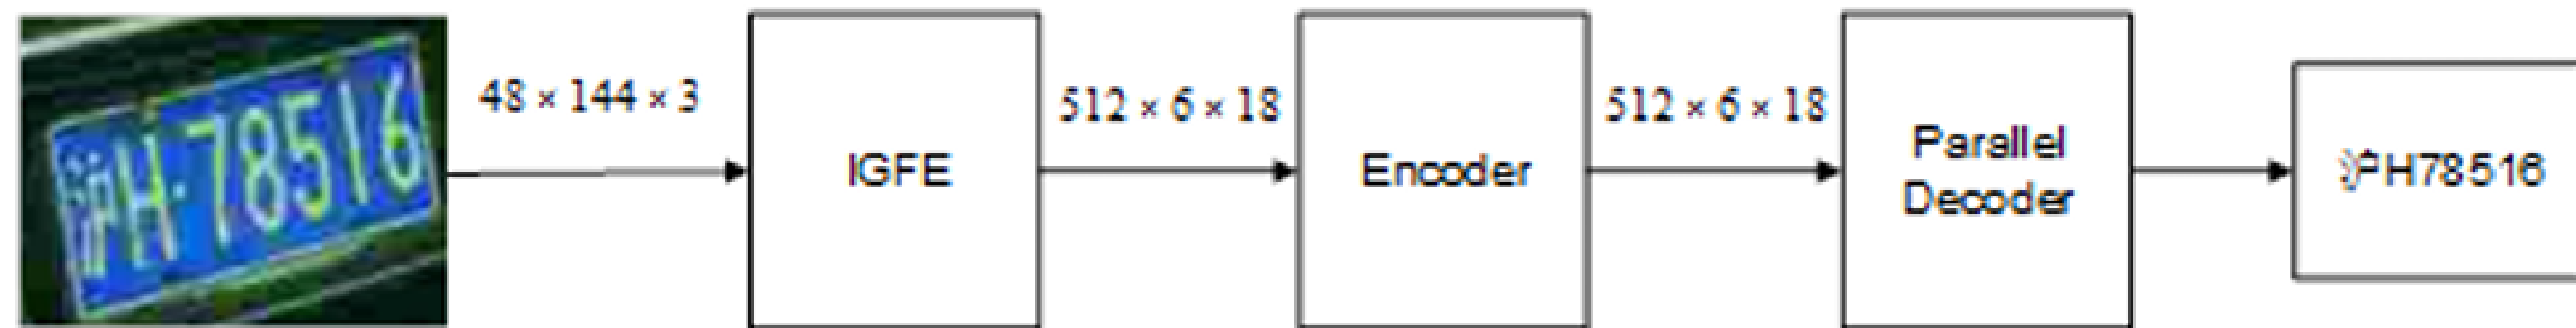 沪H·78516
48 × 144 × 3
IGFE
512 × 6 × 18
Encoder
512 × 6 × 18
Parallel
Decoder
沪H78516